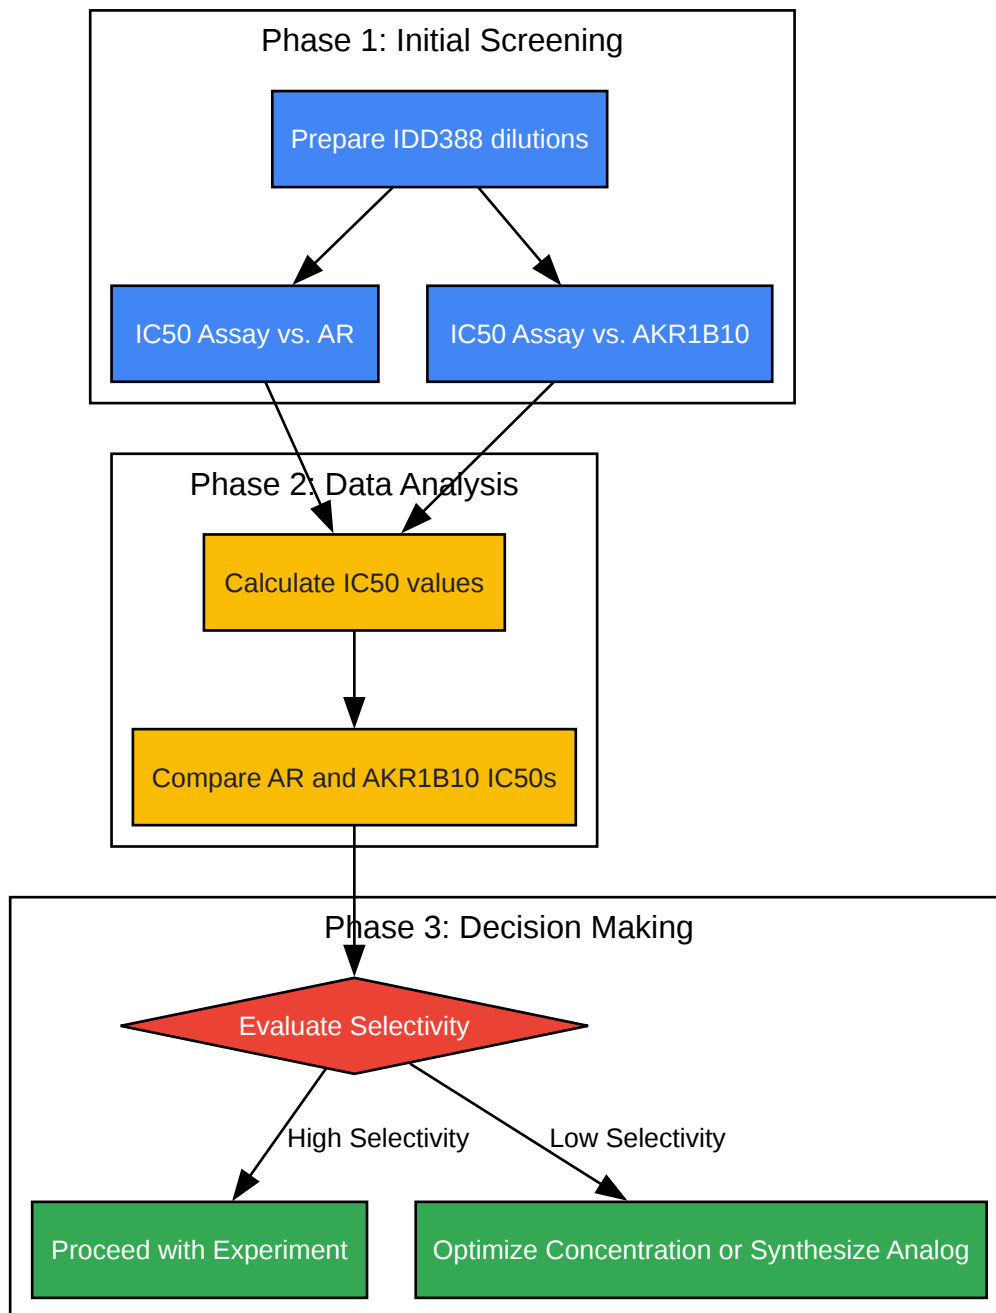 Phase 1: Initial Screening
Prepare IDD388 dilutions
IC50 Assay vs. AR
IC50 Assay vs. AKR1B10
Phase 2: Data Analysis
Calculate IC50 values
Compare AR and AKR1B10 IC50s
Phase 3: Decision Making
Evaluate Selectivity
High Selectivity
Low Selectivity
Proceed with Experiment
Optimize Concentration or Synthesize Analog